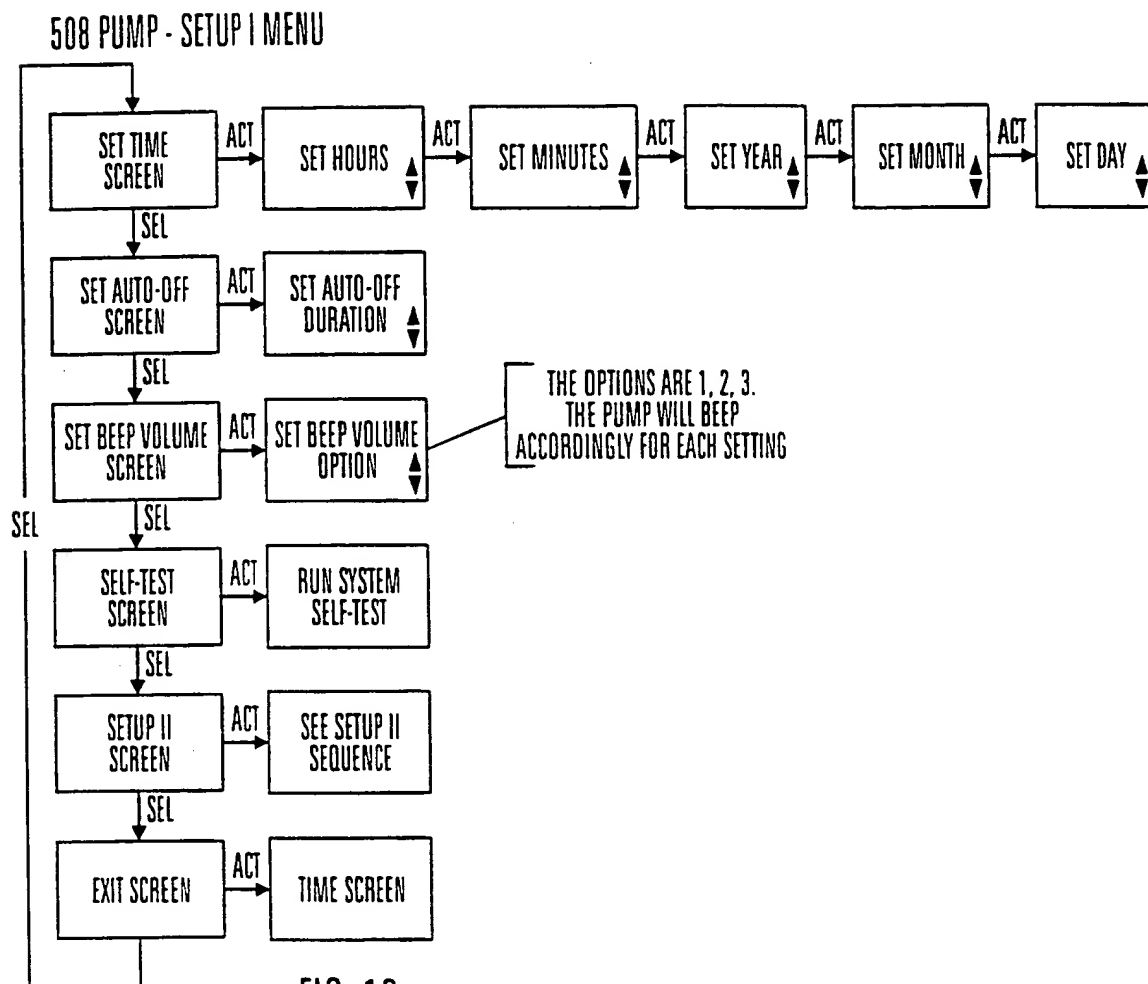 508 PUMP - SETUP I MENU
SET TIME
SCREEN
ACT
SET HOURS
ACT
SET MINUTES
ACT
SET YEAR
ACT
SET MONTH
ACT
SET DAY
SEL
SET AUTO-OFF
SCREEN
ACT
SET AUTO-OFF
DURATION
SEL
SET BEEP VOLUME
SCREEN
ACT
SET BEEP VOLUME
OPTION
THE OPTIONS ARE 1, 2, 3.
THE PUMP WILL BEEP
ACCORDINGLY FOR EACH SETTING
SEL
SEL
SELF-TEST
SCREEN
ACT
RUN SYSTEM
SELF-TEST
SEL
SETUP II
SCREEN
ACT
SEE SETUP II
SEQUENCE
SEL
EXIT SCREEN
ACT
TIME SCREEN